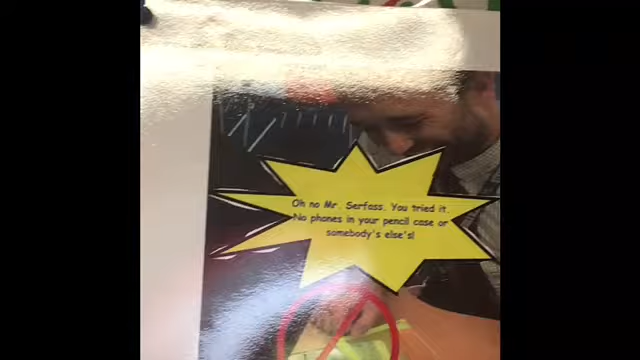 Oh no Mr. Serfass. You tried it.
No phones in your pencil case or
somebody's else's!